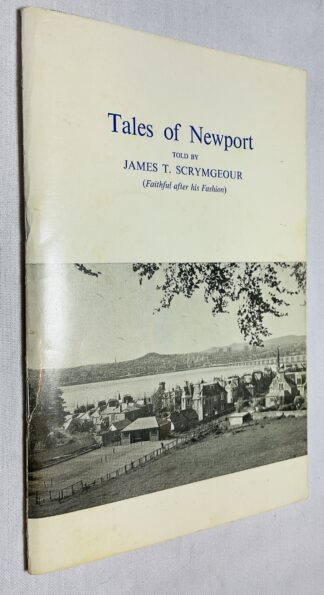 Tales of Newport
TOLD BY
JAMES T. SCRYMGEOUR
(Faithful after his Fashion)